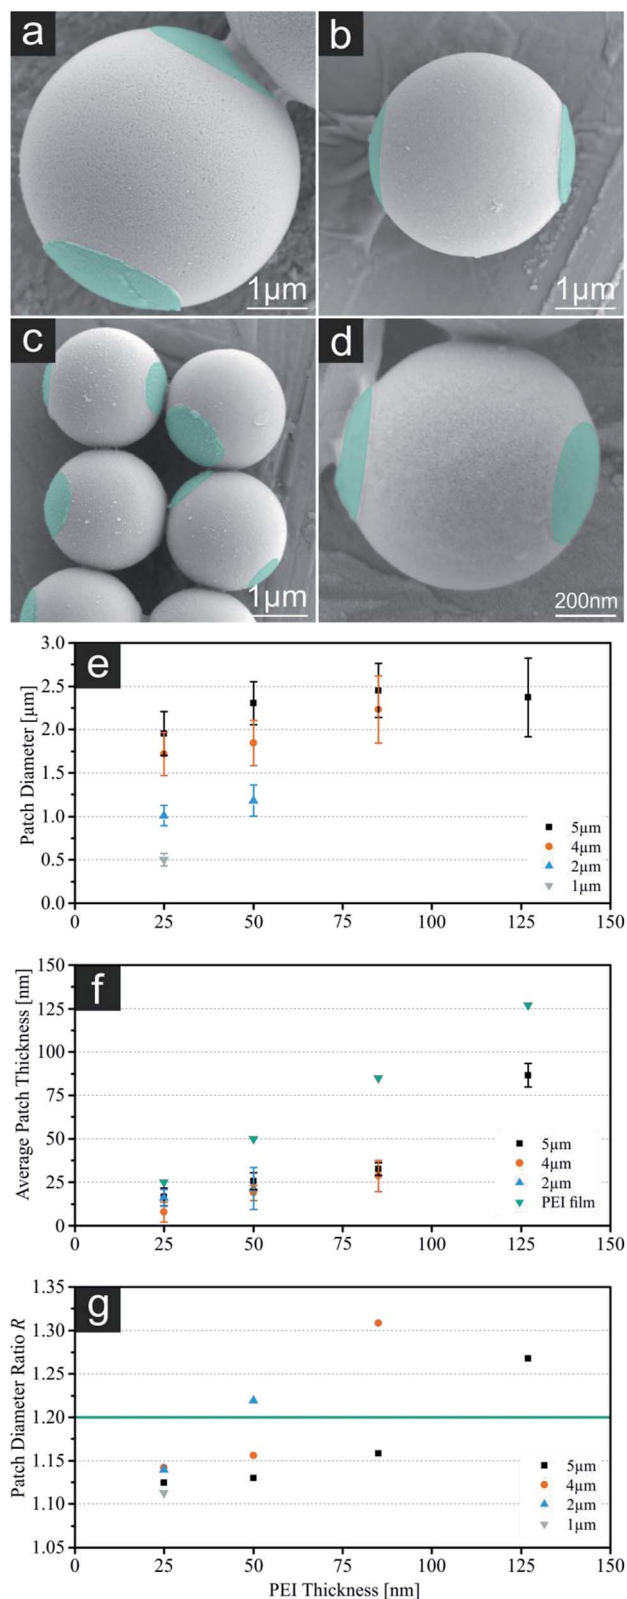 a
b
1µm
1µm
c
d
1µm
200nm
e
Patch Diameter [µm]
3.0
2.5
2.0
1.5
1.0
0.5
0.0
5µm
4µm
2µm
1µm
0 25 50 75 100 125 150
f
Average Patch Thickness [nm]
150
125
100
75
50
25
0
5µm
4µm
2µm
PEI film
0 25 50 75 100 125 150
g
Patch Diameter Ratio R
1.35
1.30
1.25
1.20
1.15
1.10
1.05
5µm
4µm
2µm
1µm
0 25 50 75 100 125 150
PEI Thickness [nm]